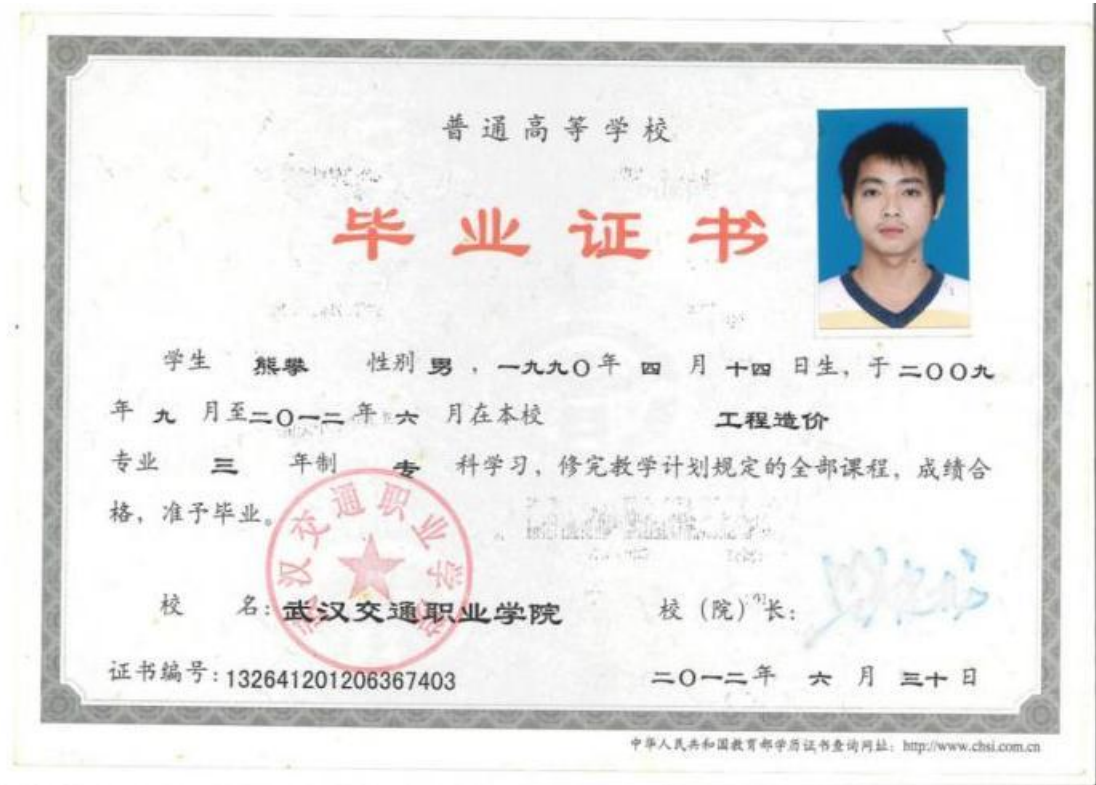 普通高等学校
毕业证书
学生 熊攀 性别 男，一九九〇年 四 月 十四 日生，于二〇〇九
年 九 月至二〇一二年 六 月在本校 工程造价
专业 三 年制 专 科学习，修完教学计划规定的全部课程，成绩合
格，准予毕业。
武汉交通职业学院
校 名：武汉交通职业学院 校（院）长：
证书编号：132641201206367403 二〇一二年 六 月 三十 日
中华人民共和国教育部学历证书查询网址：http://www.chsi.com.cn